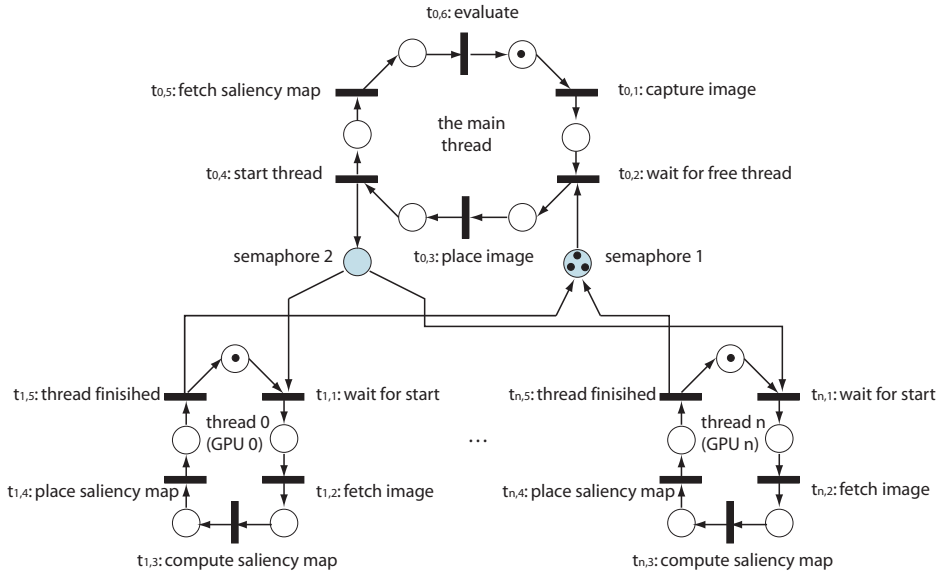 t0,6: evaluate
t0,5: fetch saliency map
t0,1: capture image
the main
thread
t0,4: start thread
t0,2: wait for free thread
semaphore 2
t0,3: place image
semaphore 1
t1,5: thread finisihed
t1,1: wait for start
tn,5: thread finisihed
tn,1: wait for start
thread 0
(GPU 0)
...
thread n
(GPU n)
t1,4: place saliency map
t1,2: fetch image
tn,4: place saliency map
tn,2: fetch image
t1,3: compute saliency map
tn,3: compute saliency map